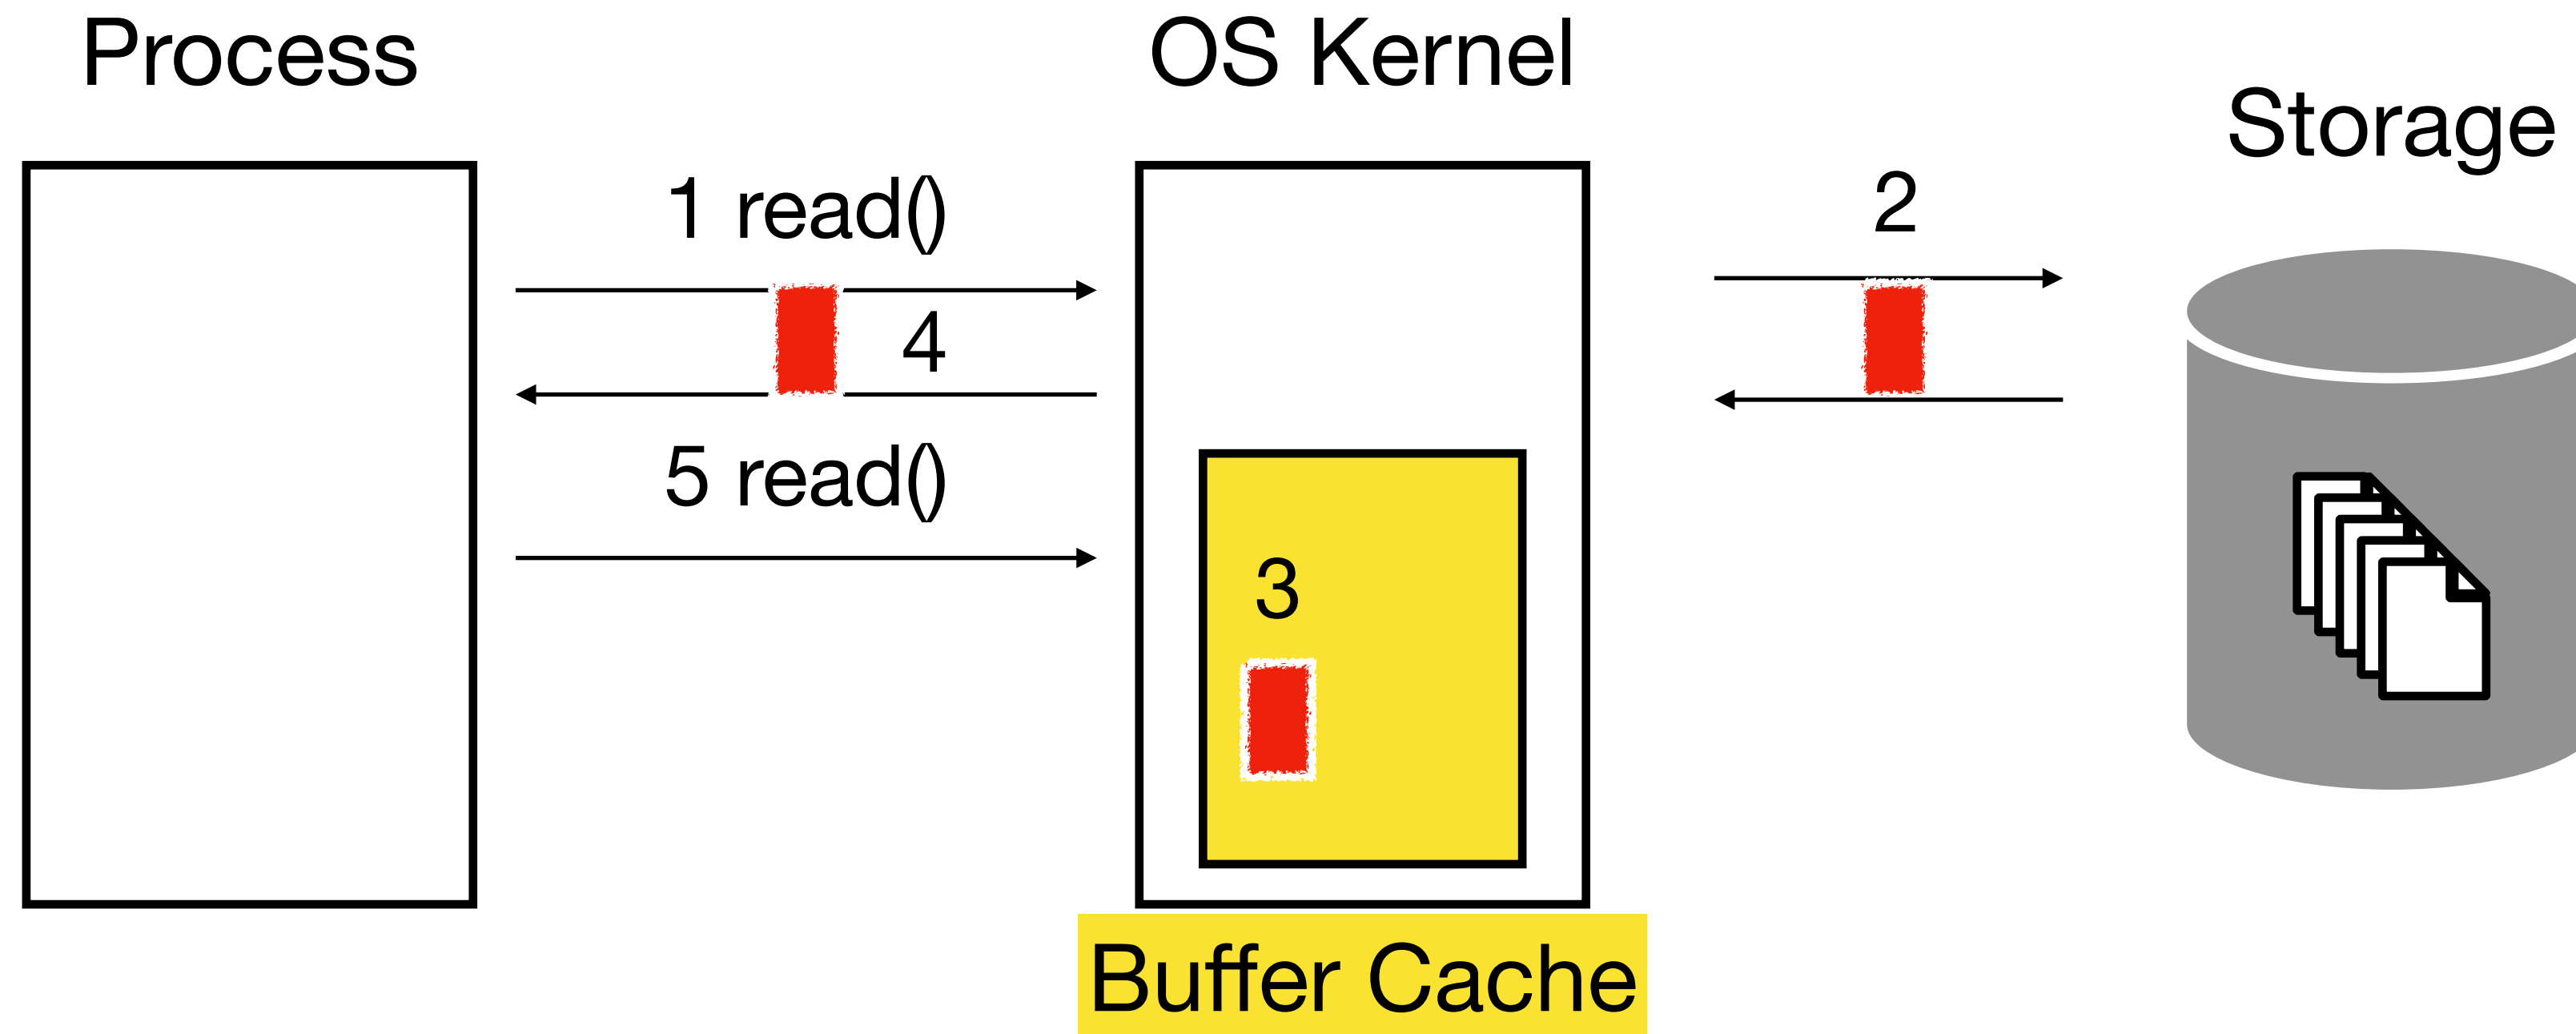 Process
OS Kernel
Storage
1 read()
2
4
5 read()
3
Buffer Cache